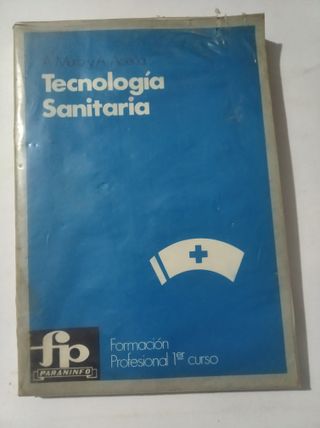 Tecnología
Sanitaria
fp
PARANINFO
Formación
Profesional 1er curso